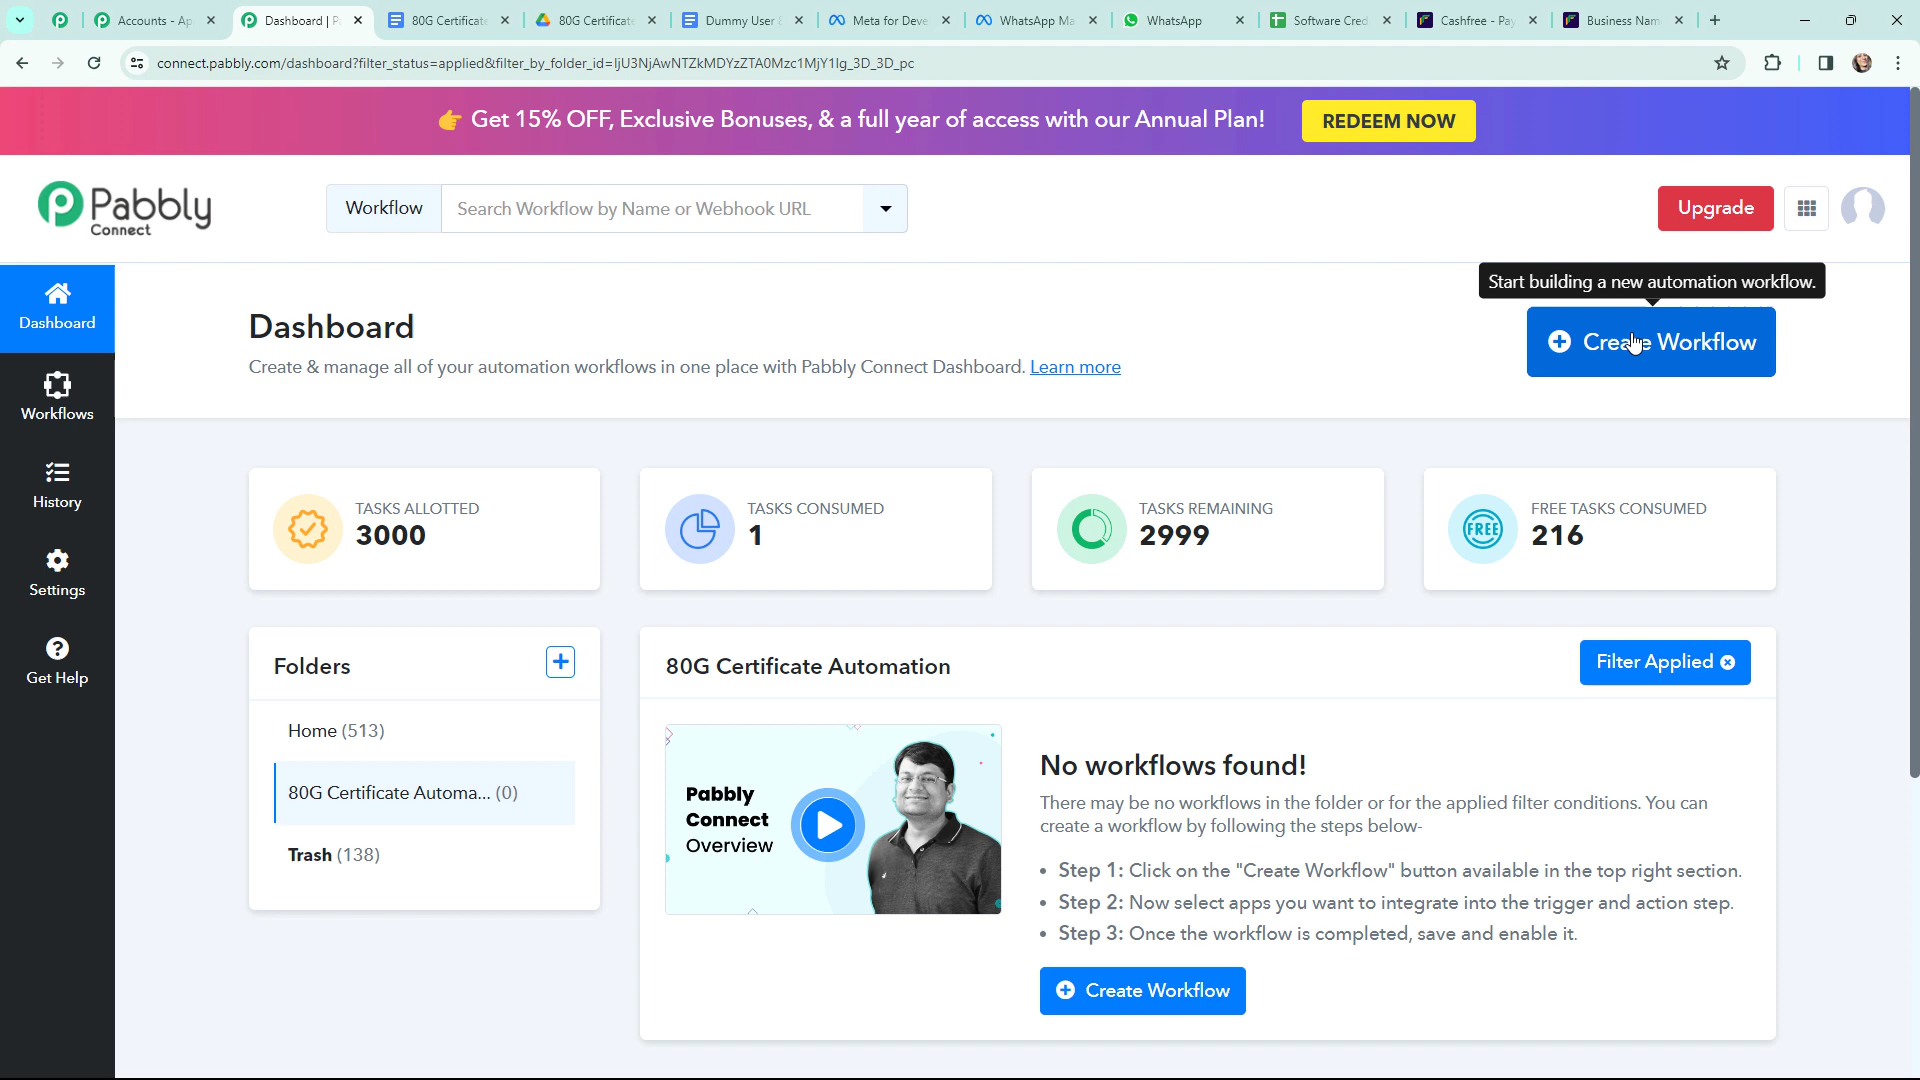 Accounts - Ap
Dashboard | P
80G Certificate
80G Certificate
Dummy User
Meta for Deve
WhatsApp Ma
WhatsApp
Software Cred
Cashfree - Pay
Business Nam
connect.pabbly.com/dashboard?filter_status=applied&filter_by_folder_id=IjU3NjAwNTZkMDYzZTA0Mzc1MjY1Ig_3D_3D_pc
👉 Get 15% OFF, Exclusive Bonuses, & a full year of access with our Annual Plan!
REDEEM NOW
Pabbly
Connect
Workflow
Search Workflow by Name or Webhook URL
Upgrade
Start building a new automation workflow.
Dashboard
Workflows
History
Settings
Get Help
Dashboard
Create & manage all of your automation workflows in one place with Pabbly Connect Dashboard. Learn more
Create Workflow
TASKS ALLOTTED
3000
TASKS CONSUMED
1
TASKS REMAINING
2999
FREE
FREE TASKS CONSUMED
216
Folders
Home (513)
80G Certificate Automa... (0)
Trash (138)
80G Certificate Automation
Filter Applied
Pabbly
Connect
Overview
No workflows found!
There may be no workflows in the folder or for the applied filter conditions. You can
create a workflow by following the steps below-
• Step 1: Click on the "Create Workflow" button available in the top right section.
• Step 2: Now select apps you want to integrate into the trigger and action step.
• Step 3: Once the workflow is completed, save and enable it.
Create Workflow